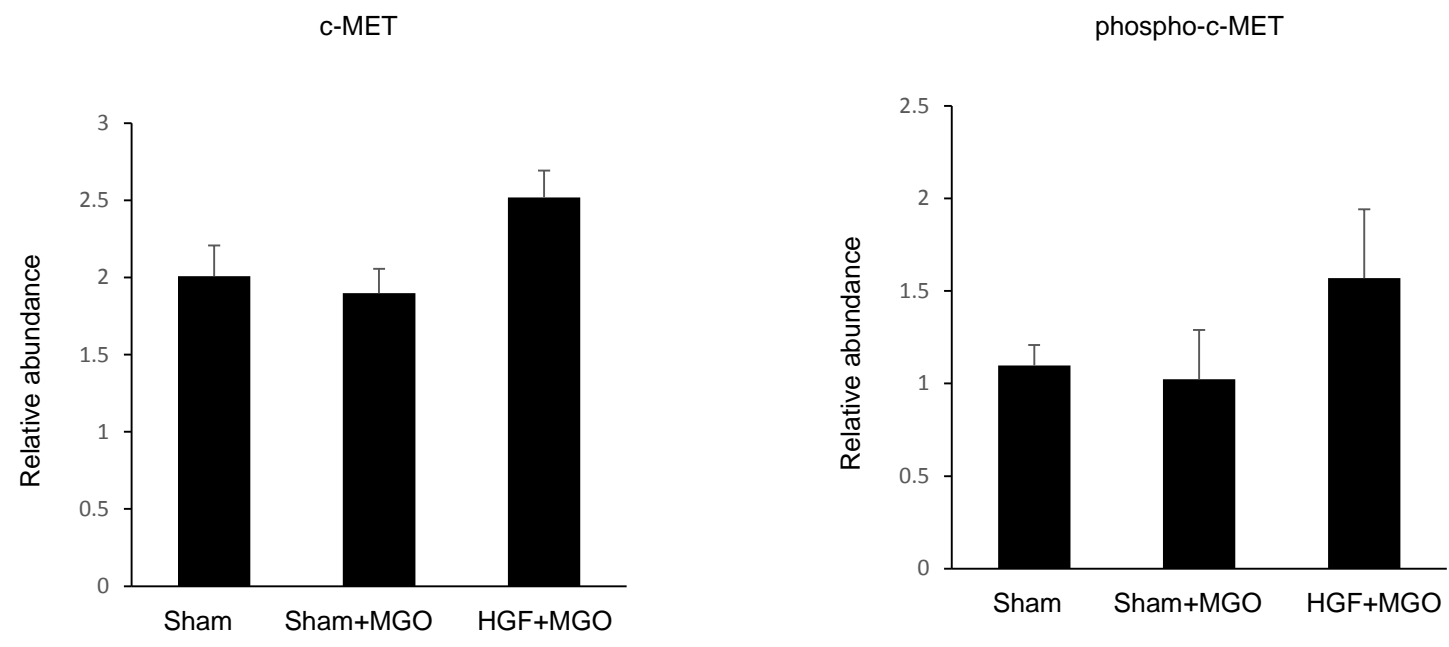 c-MET
Relative abundance
3
2.5
2
1.5
1
0.5
0
Sham
Sham+MGO
HGF+MGO
phospho-c-MET
Relative abundance
2.5
2
1.5
1
0.5
0
Sham
Sham+MGO
HGF+MGO